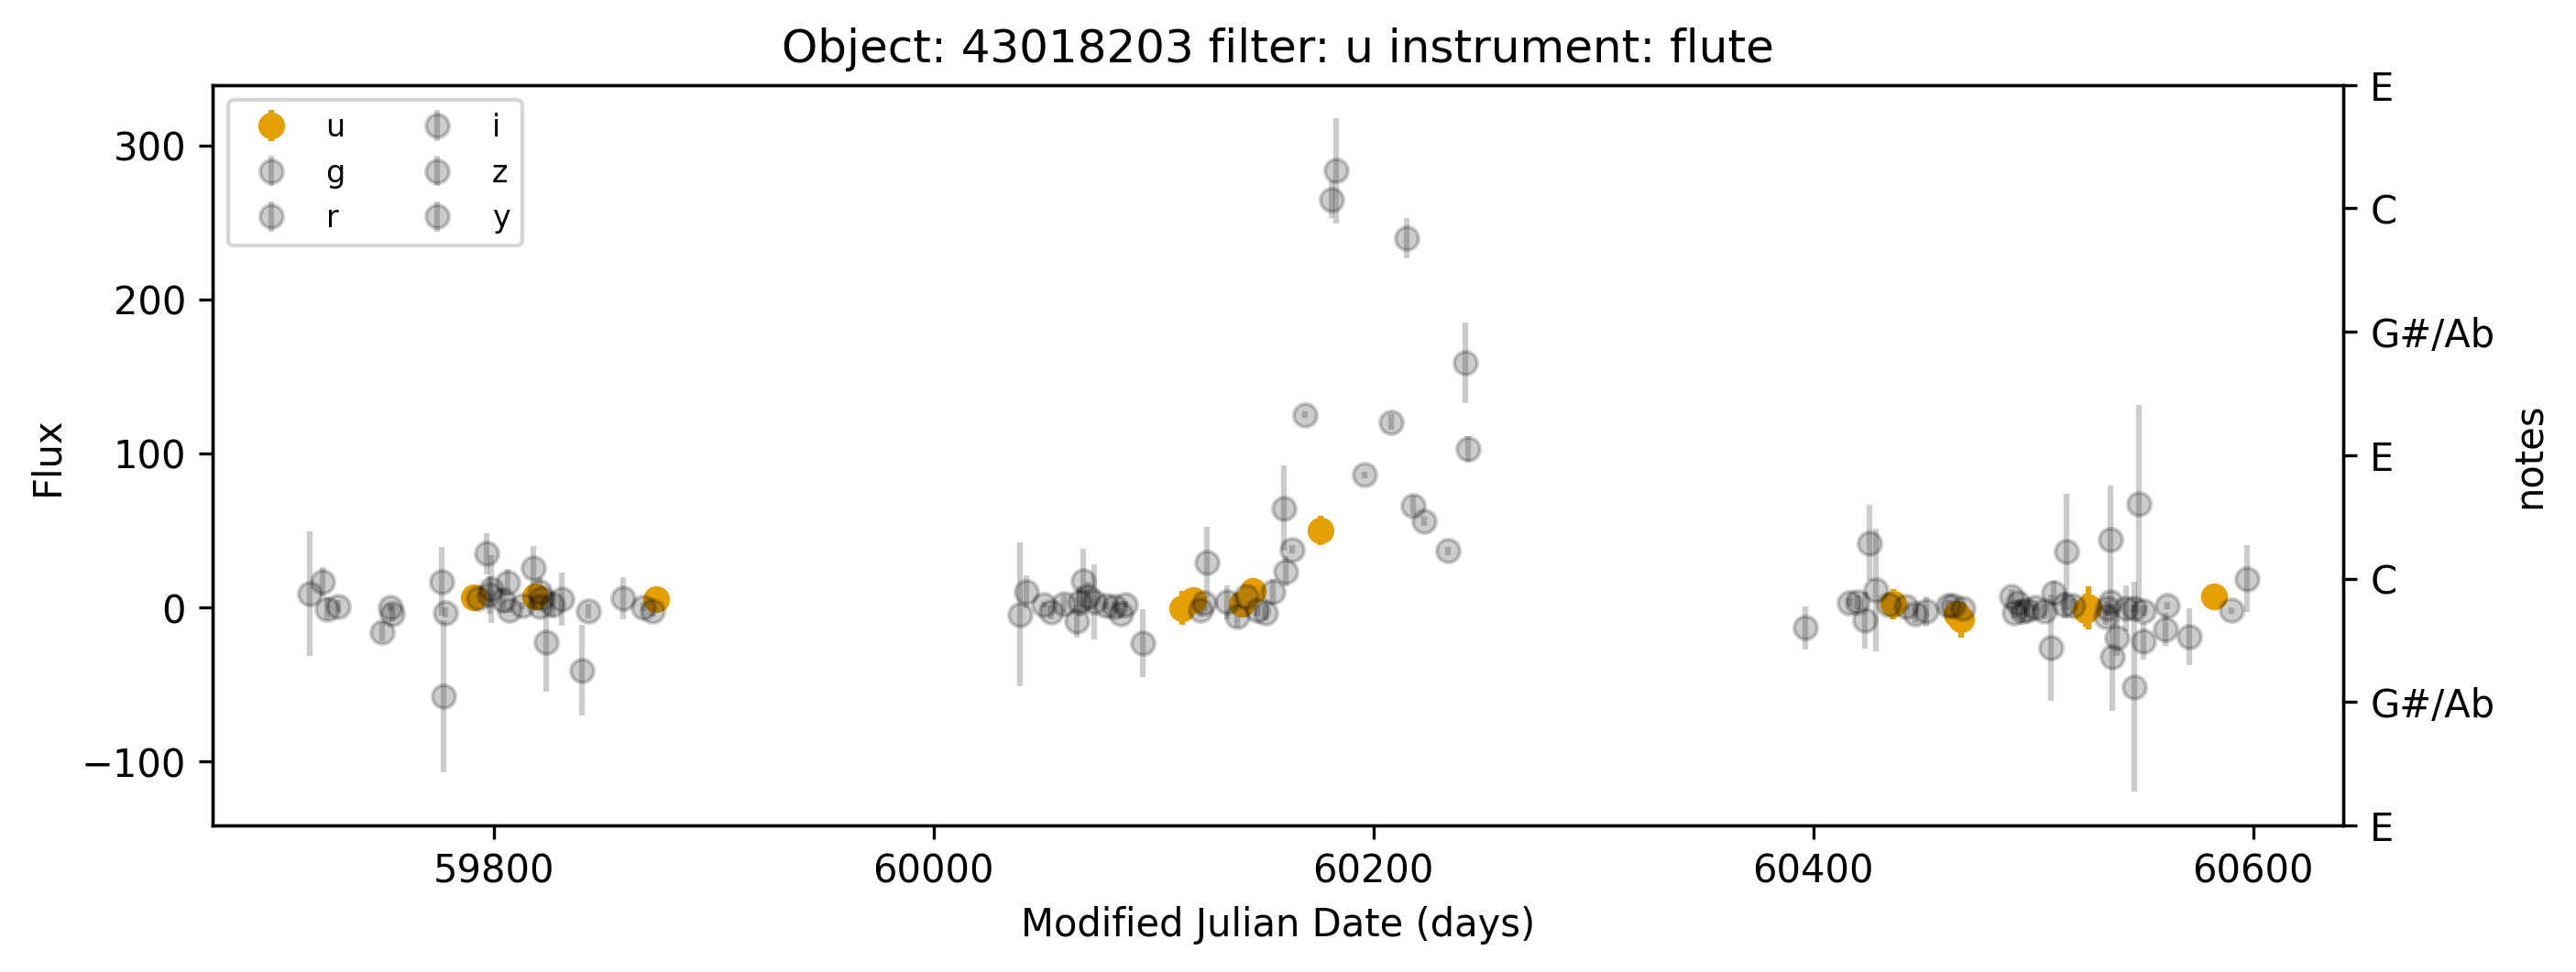 Object: 43018203 filter: u instrument: flute
u i
g z
r y
300
200
100
0
−100
Flux
E
C
G#/Ab
E
C
G#/Ab
E
notes
59800 60000 60200 60400 60600
Modified Julian Date (days)